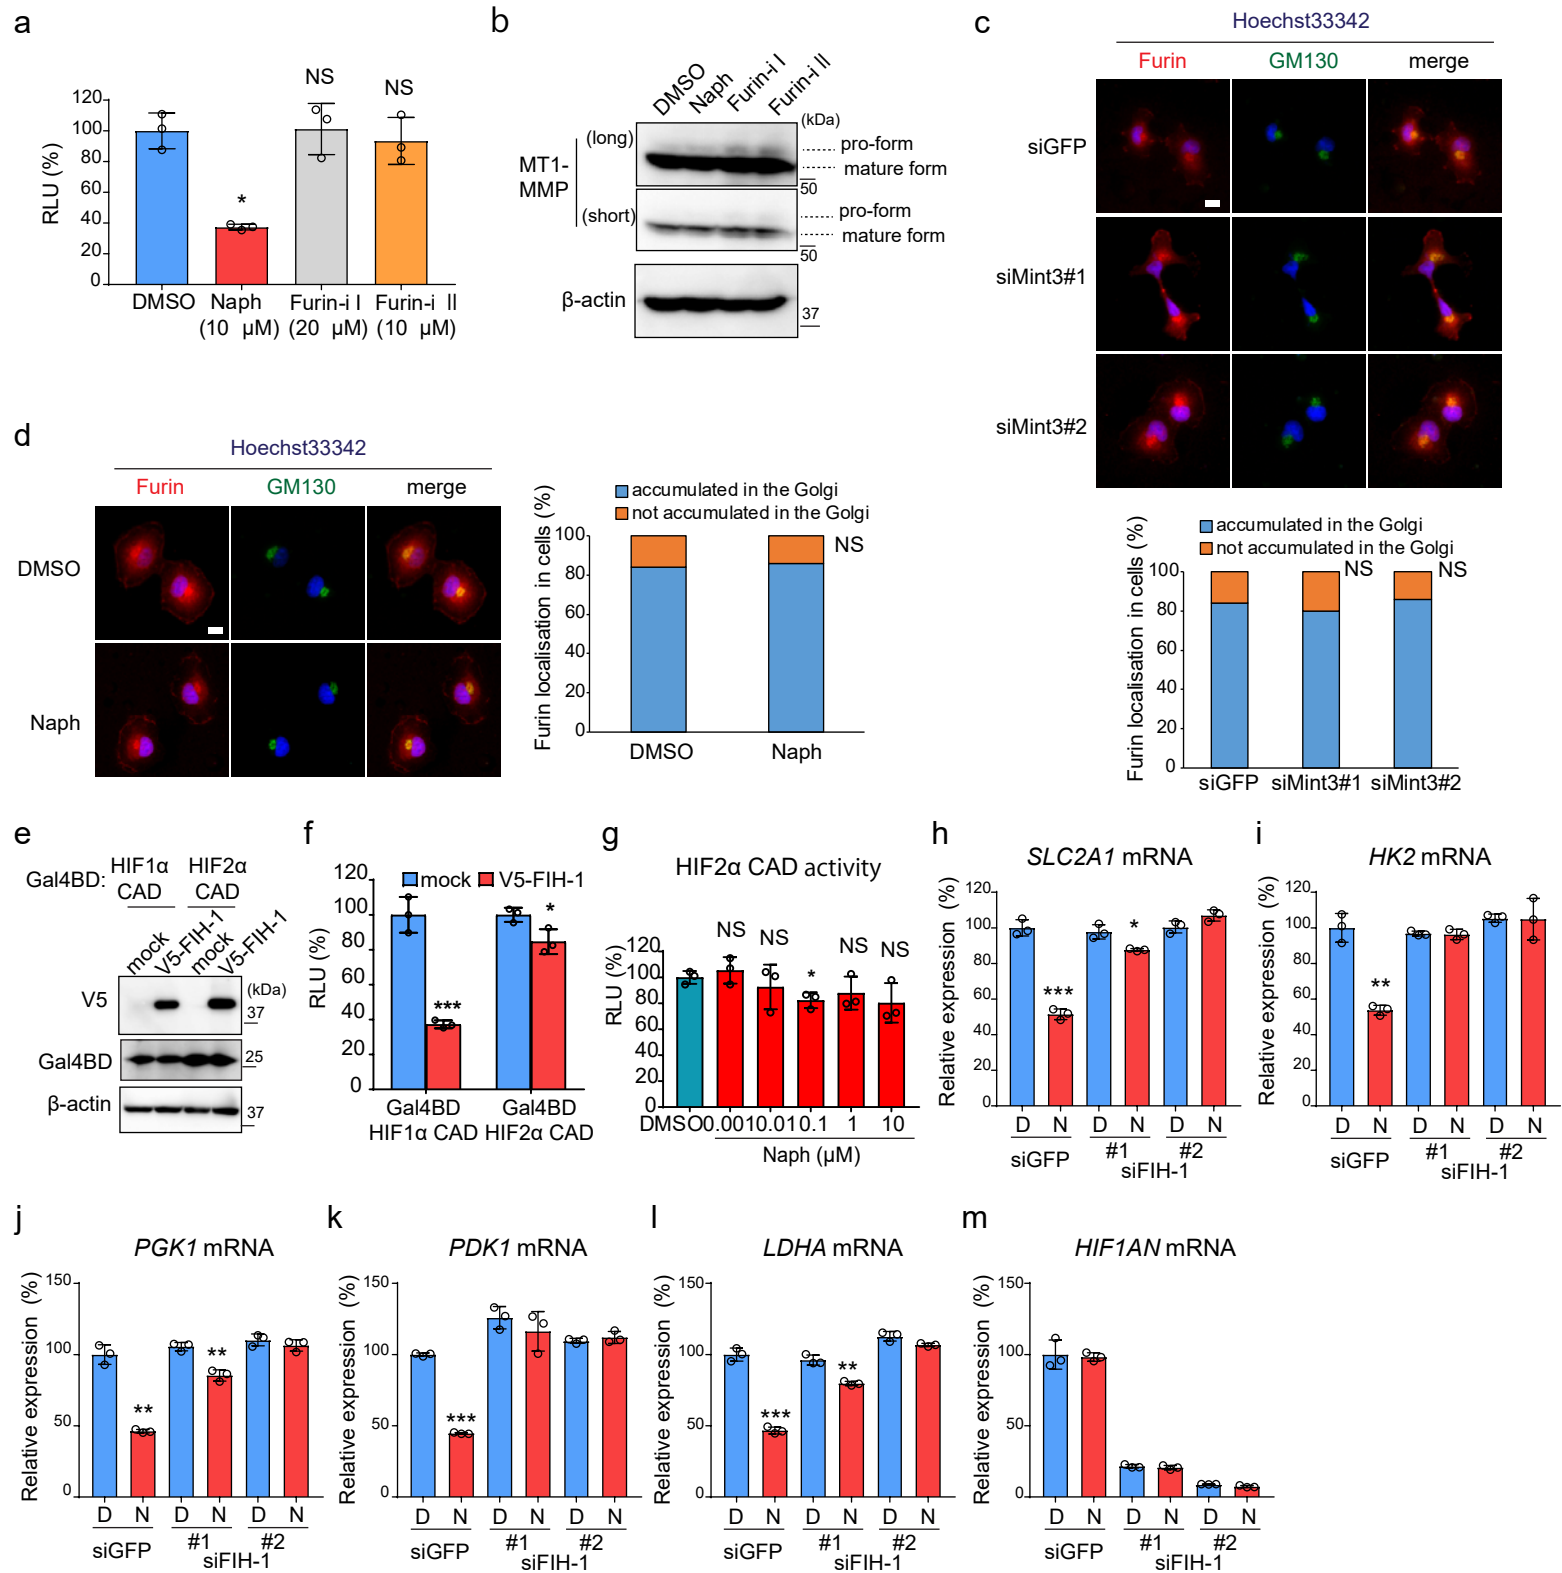 a
RLU (%)
120
100
80
60
40
20
0
*
NS
NS
DMSO Naph Furin-i I Furin-i II
(10 µM) (20 µM) (10 µM)
b
DMSO
Naph
Furin-i I
Furin-i II
(kDa)
MT1-
MMP
(long)
pro-form
mature form
50
(short)
pro-form
mature form
50
β-actin
37
c
Hoechst33342
Furin GM130 merge
siGFP
siMint3#1
siMint3#2
accumulated in the Golgi
not accumulated in the Golgi
Furin localisation in cells (%)
100
80
60
40
20
0
NS
NS
siGFP siMint3#1 siMint3#2
d
Hoechst33342
Furin GM130 merge
DMSO
Naph
accumulated in the Golgi
not accumulated in the Golgi
Furin localisation in cells (%)
100
80
60
40
20
0
NS
DMSO Naph
e
Gal4BD:
HIF1α
CAD
HIF2α
CAD
mock
V5-FIH-1
mock
V5-FIH-1
V5
(kDa)
37
Gal4BD
25
β-actin
37
f
RLU (%)
mock V5-FIH-1
120
100
80
60
40
20
0
***
*
Gal4BD Gal4BD
HIF1α CAD HIF2α CAD
g
HIF2α CAD activity
RLU (%)
120
100
80
60
40
20
0
NS
NS
*
NS
NS
DMSO 0.001 0.01 0.1 1 10
Naph (µM)
h
SLC2A1 mRNA
Relative expression (%)
120
100
80
60
40
20
0
***
*
D N D N D N
siGFP #1 #2
siFIH-1
i
HK2 mRNA
Relative expression (%)
120
100
80
60
40
20
0
**
D N D N D N
siGFP #1 #2
siFIH-1
j
PGK1 mRNA
Relative expression (%)
150
100
50
0
**
**
D N D N D N
siGFP #1 #2
siFIH-1
k
PDK1 mRNA
Relative expression (%)
150
100
50
0
***
D N D N D N
siGFP #1 #2
siFIH-1
l
LDHA mRNA
Relative expression (%)
150
100
50
0
***
**
D N D N D N
siGFP #1 #2
siFIH-1
m
HIF1AN mRNA
Relative expression (%)
150
100
50
0
D N D N D N
siGFP #1 #2
siFIH-1